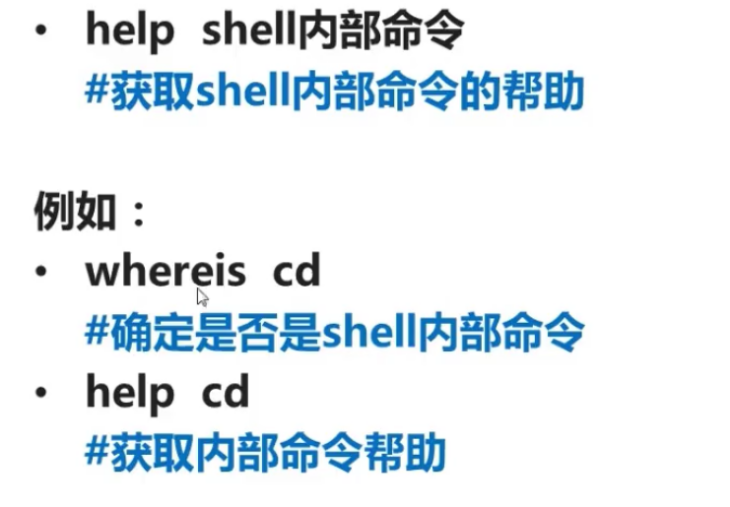 • help shell内部命令
#获取shell内部命令的帮助
例如：
• whereis cd
#确定是否是shell内部命令
• help cd
#获取内部命令帮助